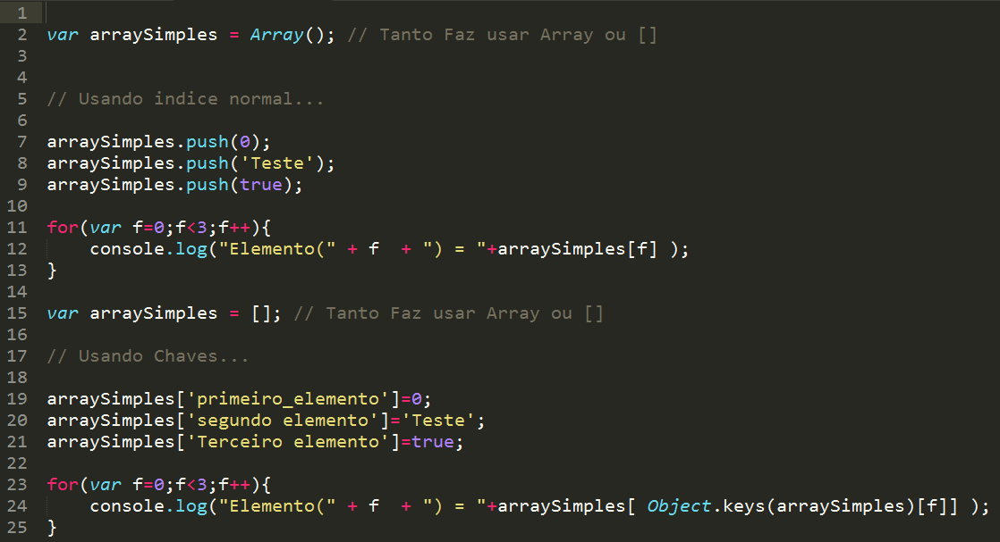 1
2 var arraySimples = Array(); // Tanto Faz usar Array ou []
3
4
5 // Usando indice normal...
6
7 arraySimples.push(0);
8 arraySimples.push('Teste');
9 arraySimples.push(true);
10
11 for(var f=0;f<3;f++){
12     console.log("Elemento(" + f  + ") = "+arraySimples[f] );
13 }
14
15 var arraySimples = []; // Tanto Faz usar Array ou []
16
17 // Usando Chaves...
18
19 arraySimples['primeiro_elemento']=0;
20 arraySimples['segundo elemento']='Teste';
21 arraySimples['Terceiro elemento']=true;
22
23 for(var f=0;f<3;f++){
24     console.log("Elemento(" + f  + ") = "+arraySimples[ Object.keys(arraySimples)[f]] );
25 }